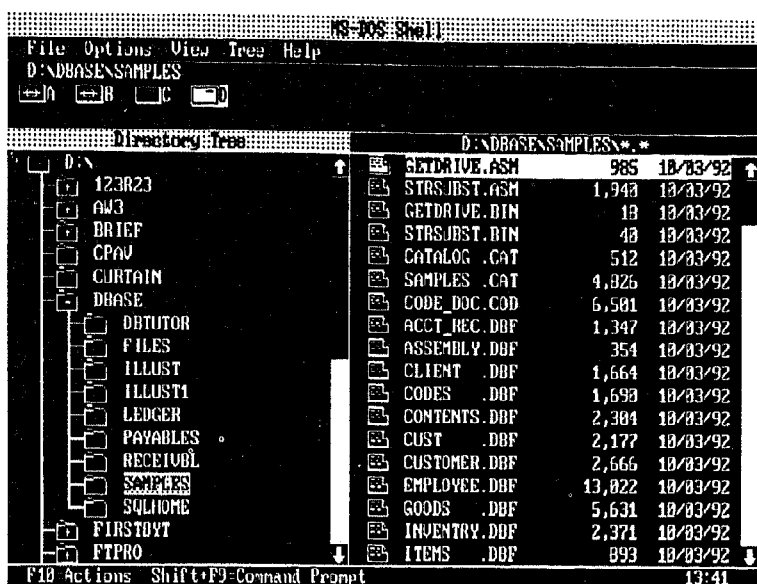 MS-DOS Shell
File Options View Tree Help
D:\DBASE\SAMPLES
A B C D
Directory Tree
D:\DBASE\SAMPLES\*.*
D:\
123R23
AW3
BRIEF
CPAV
CURTAIN
DBASE
DBTUTOR
FILES
ILLUST
ILLUST1
LEDGER
PAYABLES
RECEIVBL
SAMPLES
SQLHOME
FIRSTBYT
FTPRO
GETDRIVE.ASM 985 10/03/92
STRSUBST.ASM 1,940 10/03/92
GETDRIVE.BIN 18 10/03/92
STRSUBST.BIN 40 10/03/92
CATALOG .CAT 512 10/03/92
SAMPLES .CAT 4,826 10/03/92
CODE_DOC.COD 6,501 10/03/92
ACCT_REC.DBF 1,347 10/03/92
ASSEMBLY.DBF 354 10/03/92
CLIENT .DBF 1,664 10/03/92
CODES .DBF 1,690 10/03/92
CONTENTS.DBF 2,304 10/03/92
CUST .DBF 2,177 10/03/92
CUSTOMER.DBF 2,666 10/03/92
EMPLOYEE.DBF 13,022 10/03/92
GOODS .DBF 5,631 10/03/92
INVENTRY.DBF 2,371 10/03/92
ITEMS .DBF 893 10/03/92
F10=Actions Shift+F9=Command Prompt 13:41